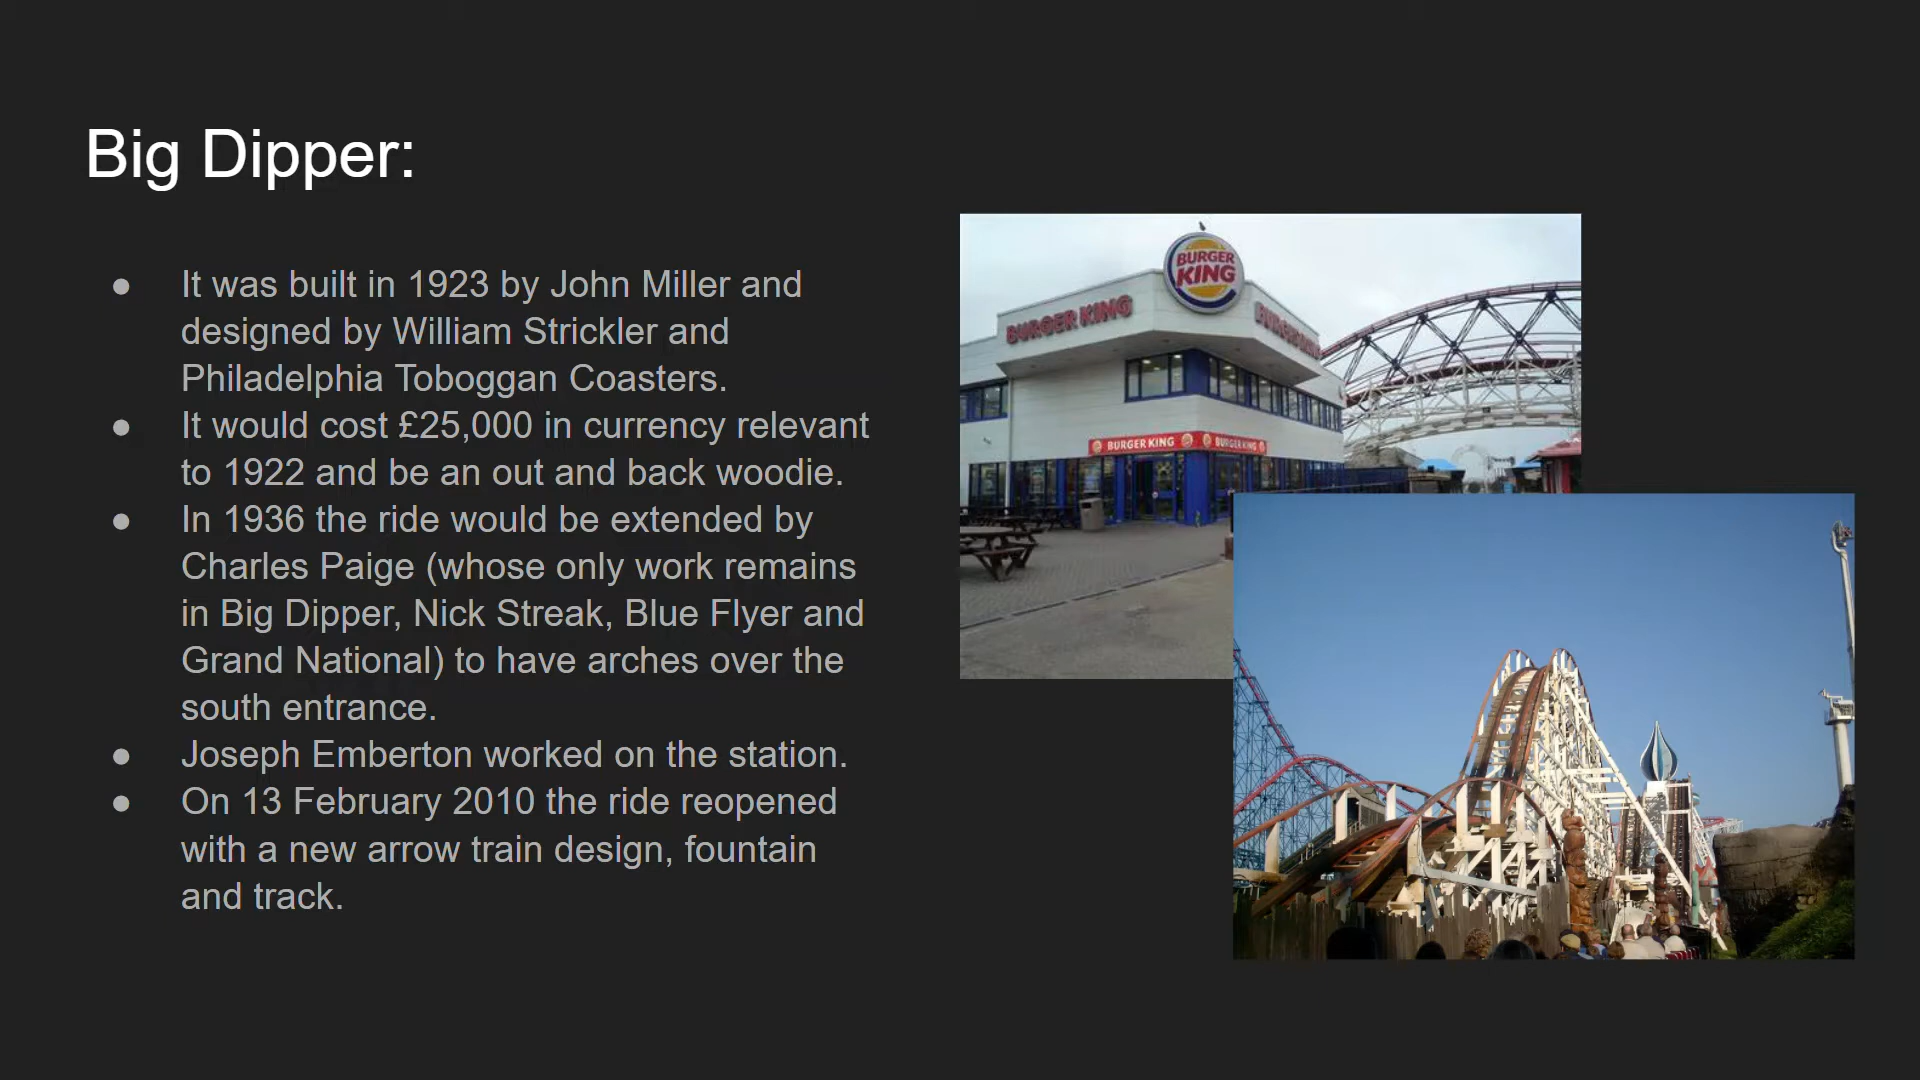 Big Dipper:
● It was built in 1923 by John Miller and
designed by William Strickler and
Philadelphia Toboggan Coasters.
● It would cost £25,000 in currency relevant
to 1922 and be an out and back woodie.
● In 1936 the ride would be extended by
Charles Paige (whose only work remains
in Big Dipper, Nick Streak, Blue Flyer and
Grand National) to have arches over the
south entrance.
● Joseph Emberton worked on the station.
● On 13 February 2010 the ride reopened
with a new arrow train design, fountain
and track.
BURGER
KING
BURGER KING
BURGER KING
BURGER KING
BURGER KING